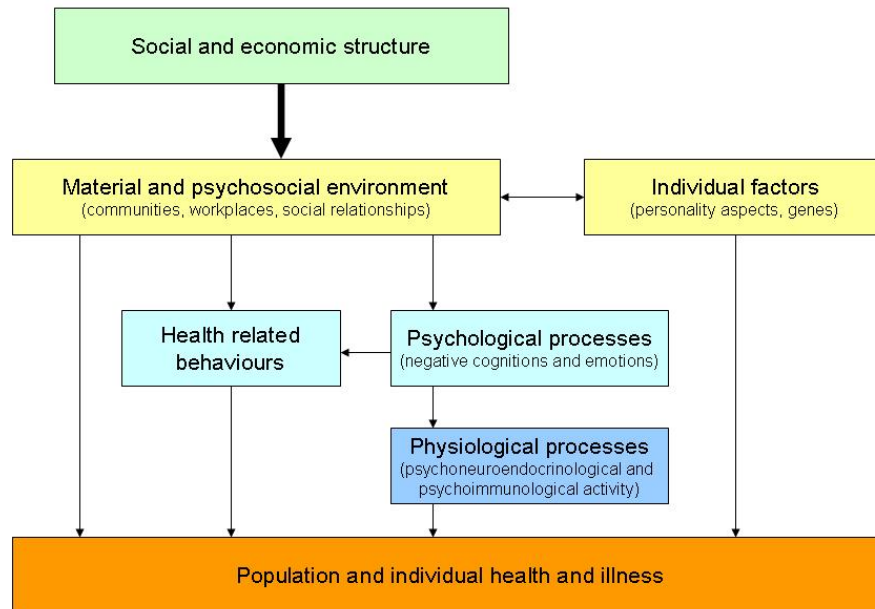 Social and economic structure
Material and psychosocial environment
(communities, workplaces, social relationships)
Individual factors
(personality aspects, genes)
Health related
behaviours
Psychological processes
(negative cognitions and emotions)
Physiological processes
(psychoneuroendocrinological and
psychoimmunological activity)
Population and individual health and illness